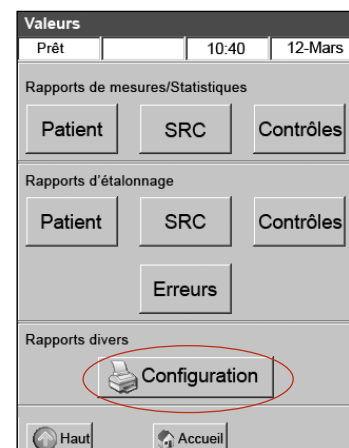 Valeurs
Prêt 10:40 12-Mars
Rapports de mesures/Statistiques
Patient SRC Contrôles
Rapports d'étalonnage
Patient SRC Contrôles
Erreurs
Rapports divers
Configuration
Haut Accueil